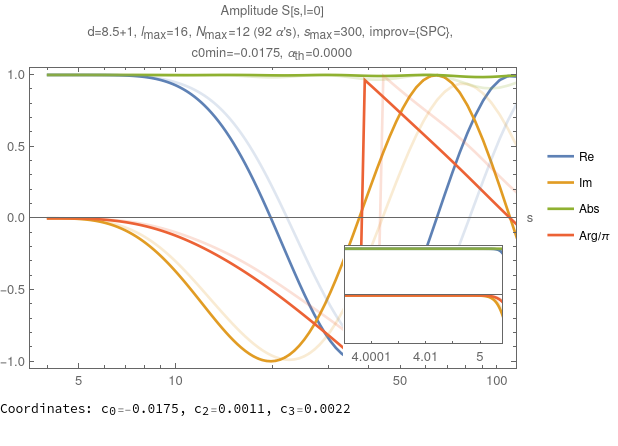 Amplitude S[s,l=0]
d=8.5+1, lmax=16, Nmax=12 (92 α's), smax=300, improv={SPC},
c0min=−0.0175, αth=0.0000
1.0
0.5
0.0
−0.5
−1.0
5
10
50
100
s
4.0001
4.01
5
Re
Im
Abs
Arg/π
Coordinates: c0=-0.0175, c2=0.0011, c3=0.0022